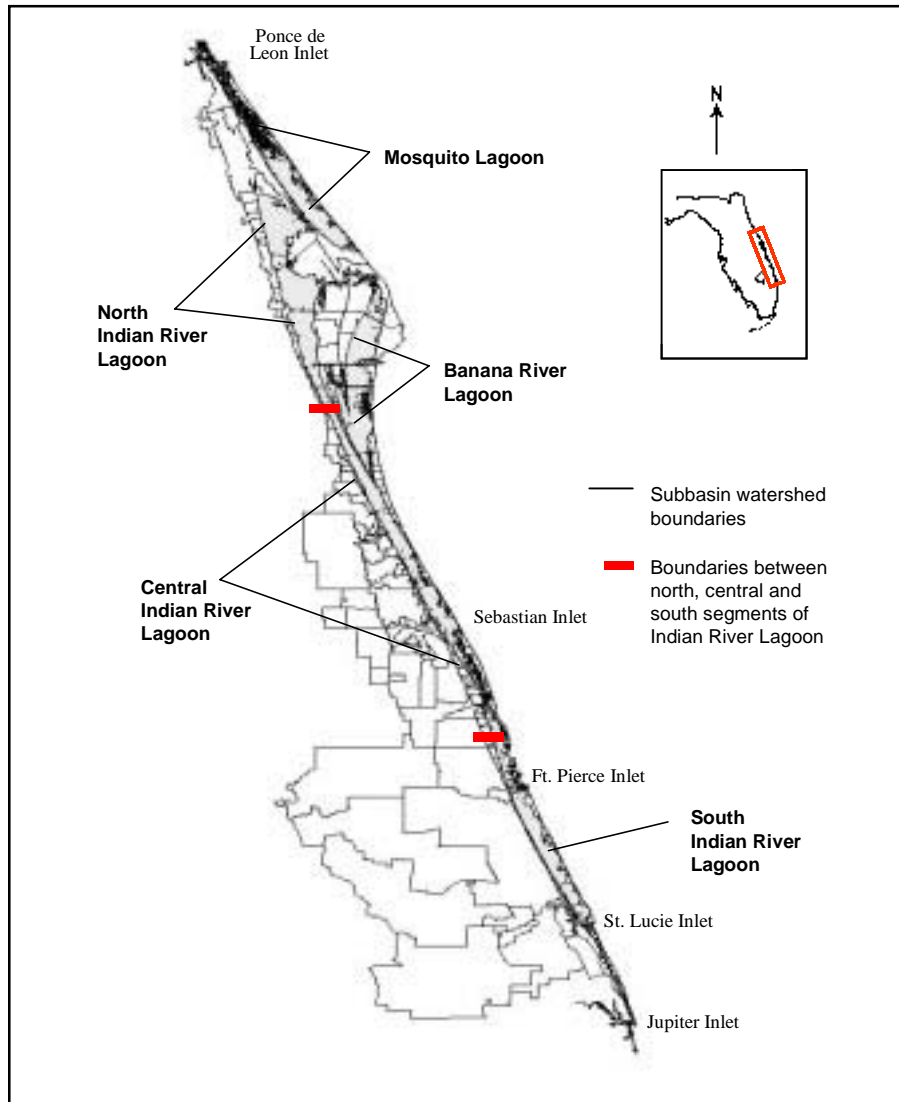 Ponce de
Leon Inlet
N
Mosquito Lagoon
North
Indian River
Lagoon
Banana River
Lagoon
Subbasin watershed
boundaries
Boundaries between
north, central and
south segments of
Indian River Lagoon
Central
Indian River
Lagoon
Sebastian Inlet
Ft. Pierce Inlet
South
Indian River
Lagoon
St. Lucie Inlet
Jupiter Inlet